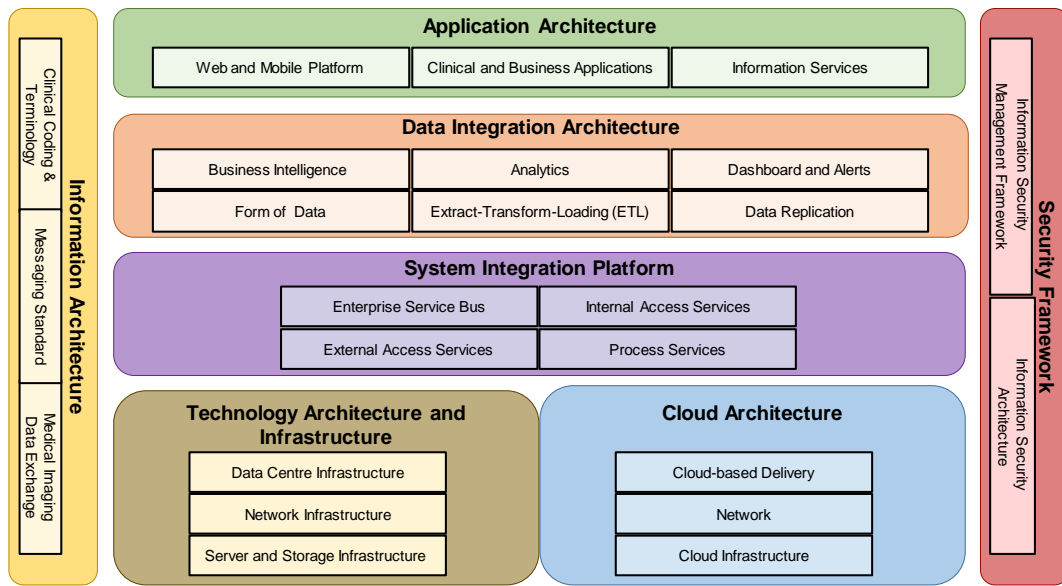 Information Architecture
Clinical Coding &
Terminology
Messaging Standard
Medical Imaging
Data Exchange
Application Architecture
Web and Mobile Platform
Clinical and Business Applications
Information Services
Data Integration Architecture
Business Intelligence
Analytics
Dashboard and Alerts
Form of Data
Extract-Transform-Loading (ETL)
Data Replication
System Integration Platform
Enterprise Service Bus
Internal Access Services
External Access Services
Process Services
Technology Architecture and
Infrastructure
Data Centre Infrastructure
Network Infrastructure
Server and Storage Infrastructure
Cloud Architecture
Cloud-based Delivery
Network
Cloud Infrastructure
Security Framework
Information Security
Management Framework
Information Security
Architecture